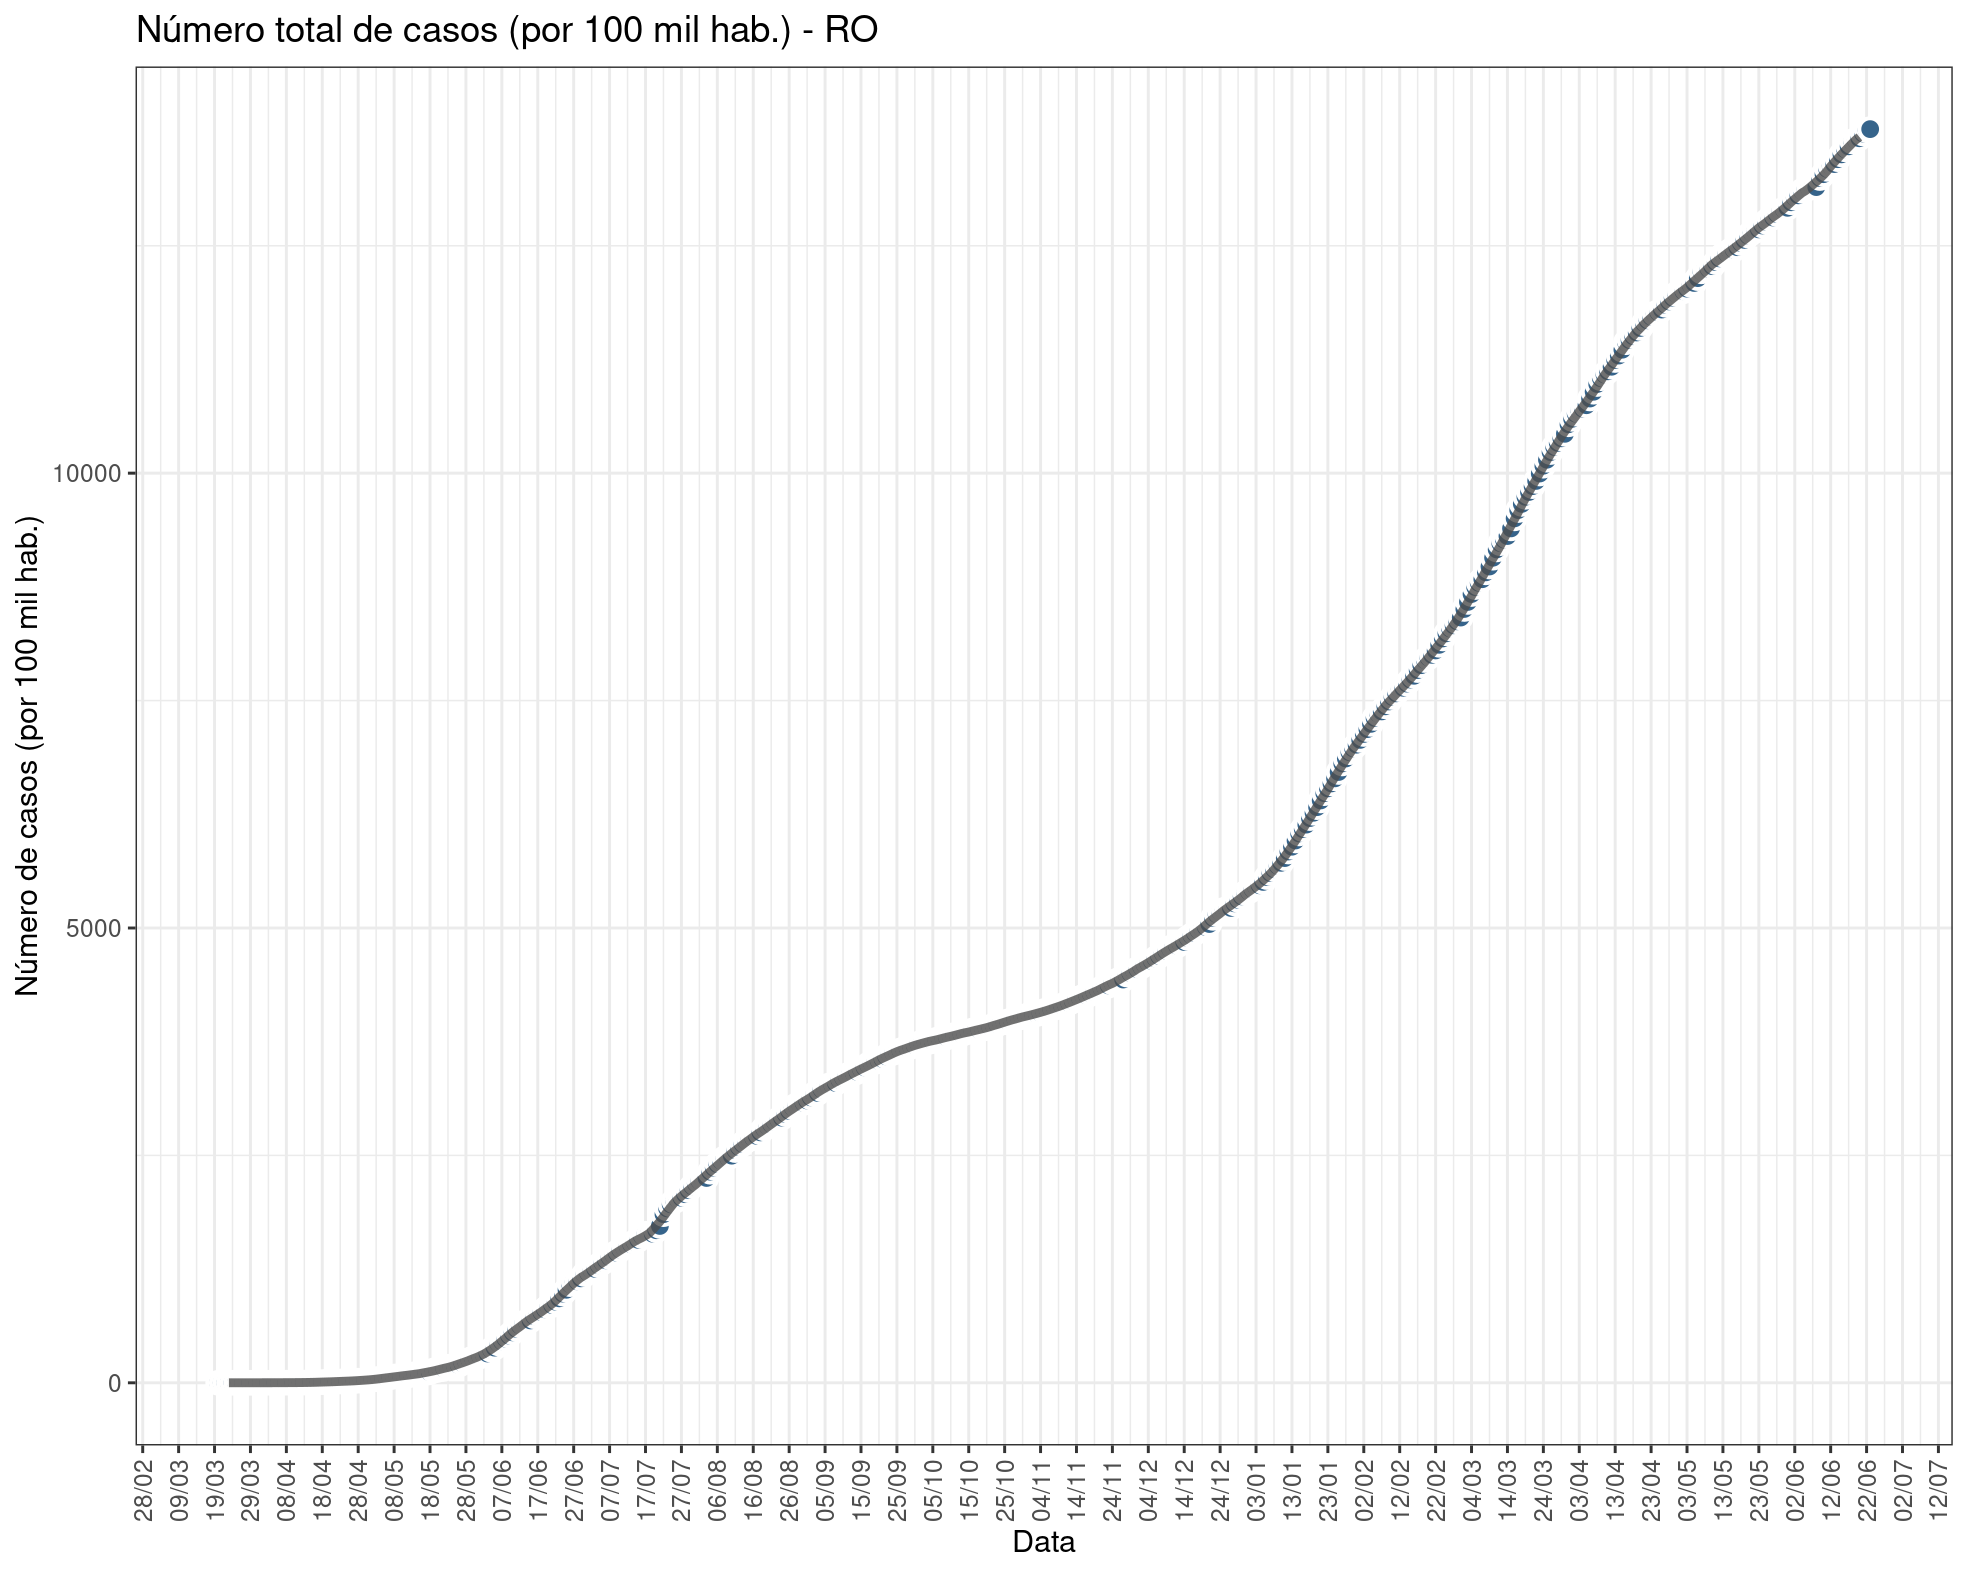 Número total de casos (por 100 mil hab.) - RO
Número de casos (por 100 mil hab.)
10000
5000
0
28/02 09/03 19/03 29/03 08/04 18/04 28/04 08/05 18/05 28/05 07/06 17/06 27/06 07/07 17/07 27/07 06/08 16/08 26/08 05/09 15/09 25/09 05/10 15/10 25/10 04/11 14/11 24/11 04/12 14/12 24/12 03/01 13/01 23/01 02/02 12/02 22/02 04/03 14/03 24/03 03/04 13/04 23/04 03/05 13/05 23/05 02/06 12/06 22/06 02/07 12/07
Data